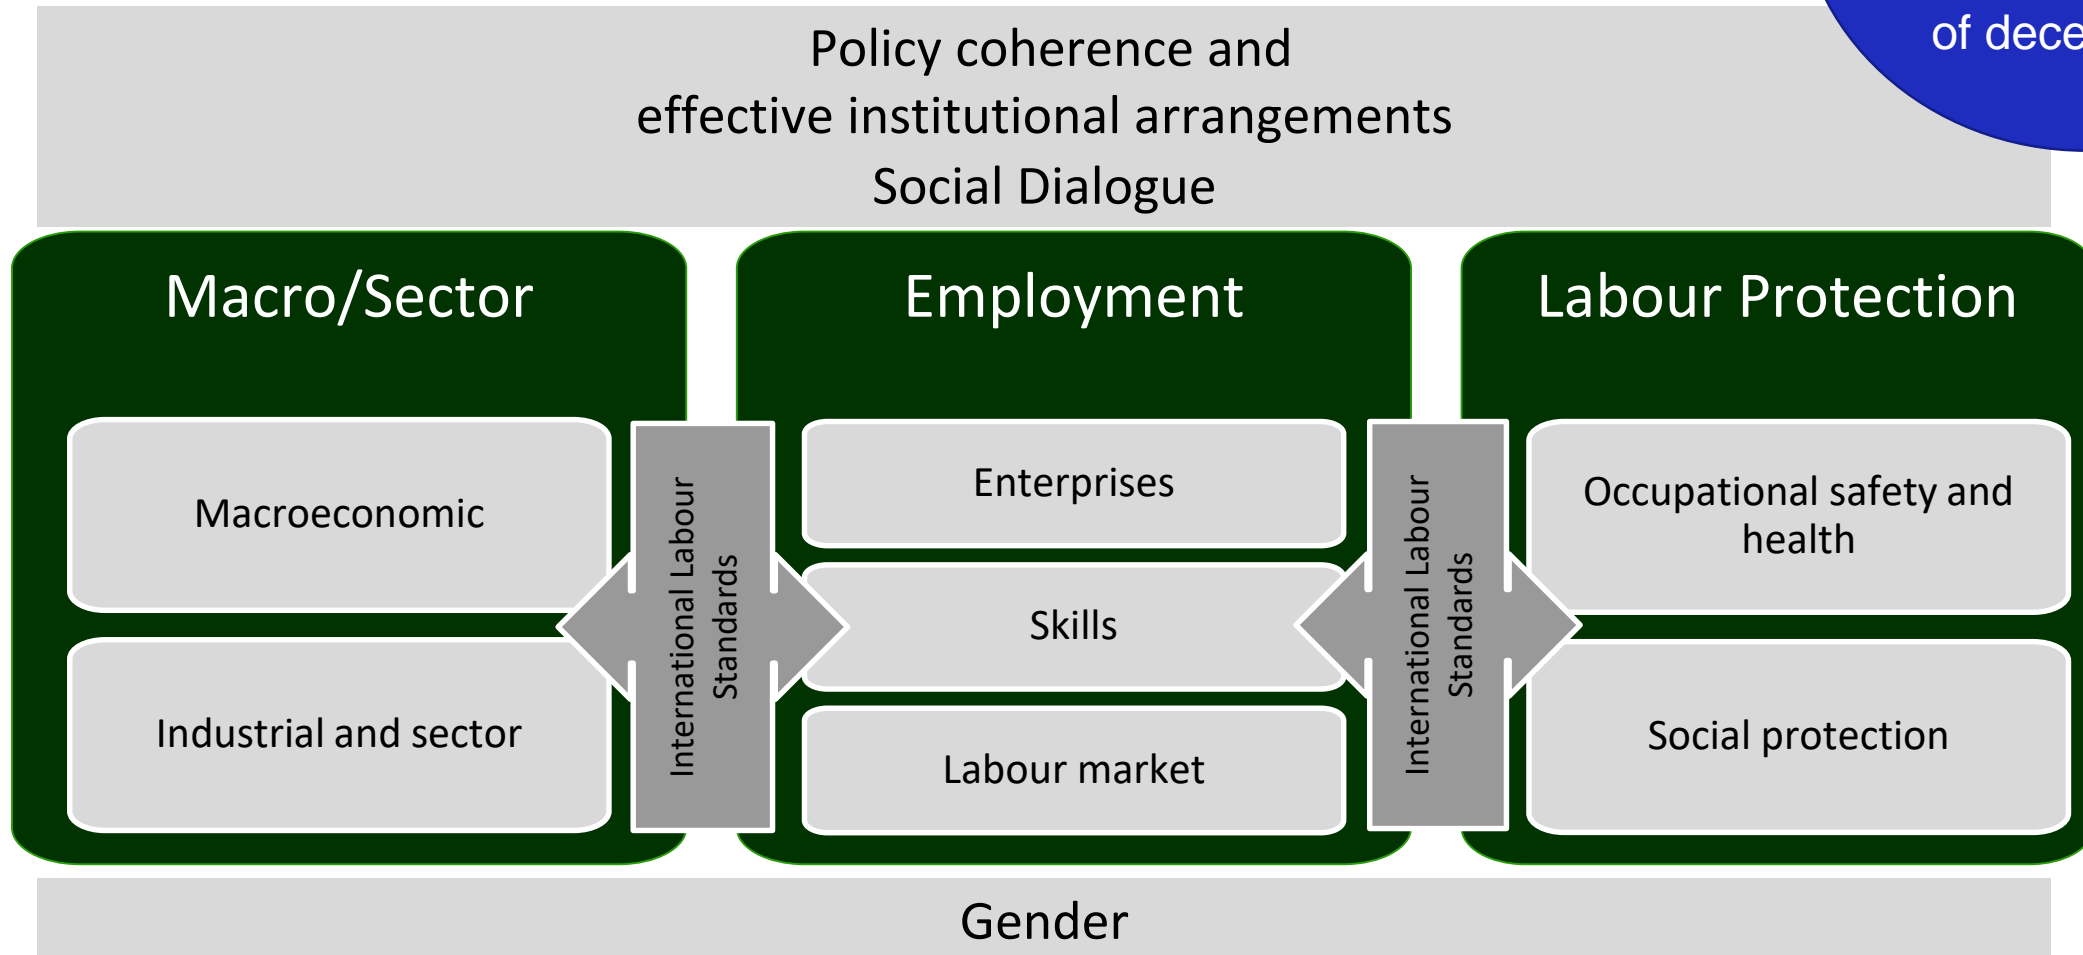 of dece
Policy coherence and
effective institutional arrangements
Social Dialogue
Macro/Sector
Macroeconomic
Industrial and sector
International Labour
Standards
Employment
Enterprises
Skills
Labour market
International Labour
Standards
Labour Protection
Occupational safety and
health
Social protection
Gender